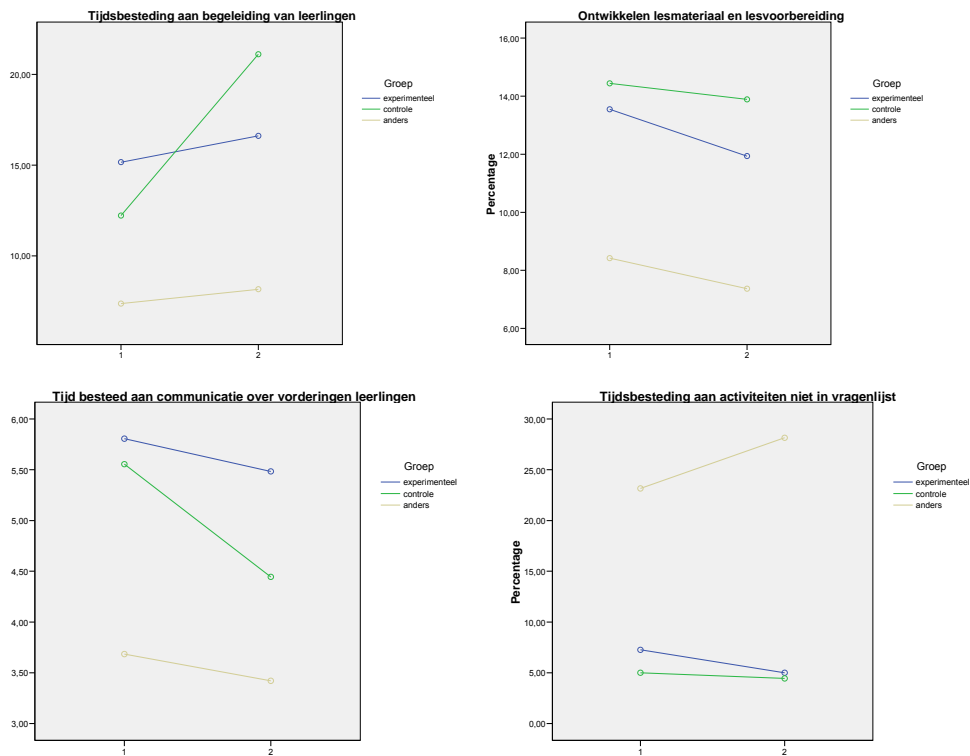 Tijdsbesteding aan begeleiding van leerlingen
20,00
15,00
10,00
1
2
Groep
experimenteel
controle
anders
Ontwikkelen lesmateriaal en lesvoorbereiding
Percentage
16,00
14,00
12,00
10,00
8,00
6,00
1
2
Groep
experimenteel
controle
anders
Tijd besteed aan communicatie over vorderingen leerlingen
6,00
5,50
5,00
4,50
4,00
3,50
3,00
1
2
Groep
experimenteel
controle
anders
Tijdsbesteding aan activiteiten niet in vragenlijst
Percentage
30,00
25,00
20,00
15,00
10,00
5,00
0,00
1
2
Groep
experimenteel
controle
anders